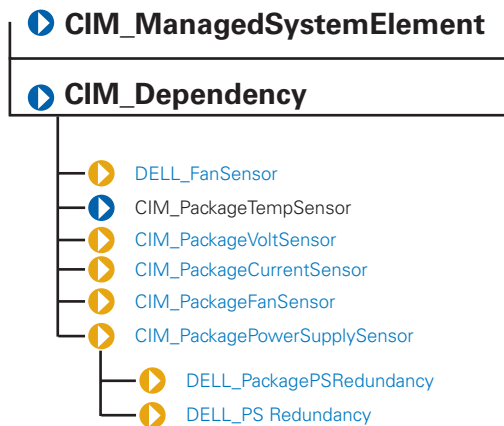 CIM_ManagedSystemElement
CIM_Dependency
DELL_FanSensor
CIM_PackageTempSensor
CIM_PackageVoltSensor
CIM_PackageCurrentSensor
CIM_PackageFanSensor
CIM_PackagePowerSupplySensor
DELL_PackagePSRedundancy
DELL_PS Redundancy